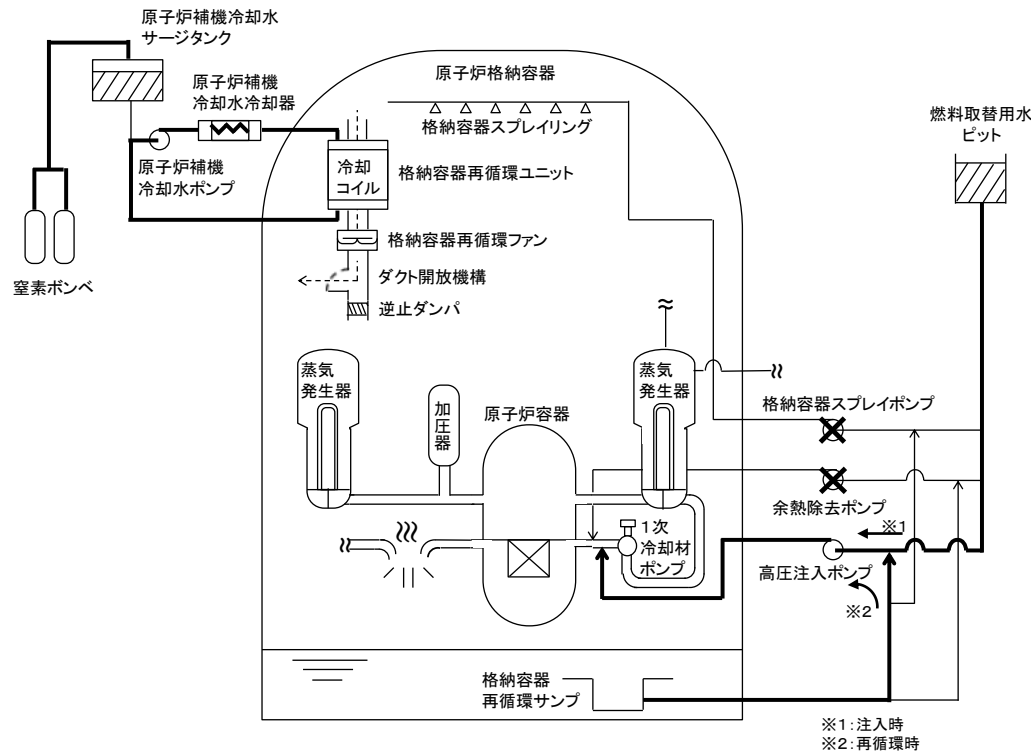 原子炉補機冷却水
サージタンク
原子炉補機
冷却水冷却器
原子炉補機
冷却水ポンプ
窒素ボンベ
原子炉格納容器
格納容器スプレイリング
冷却
コイル
格納容器再循環ユニット
格納容器再循環ファン
ダクト開放機構
逆止ダンパ
燃料取替用水
ピット
蒸気
発生器
加
圧
器
原子炉容器
蒸気
発生器
格納容器スプレイポンプ
余熱除去ポンプ
1次
冷却材
ポンプ
※1
高圧注入ポンプ
※2
格納容器
再循環サンプ
※1:注入時
※2:再循環時